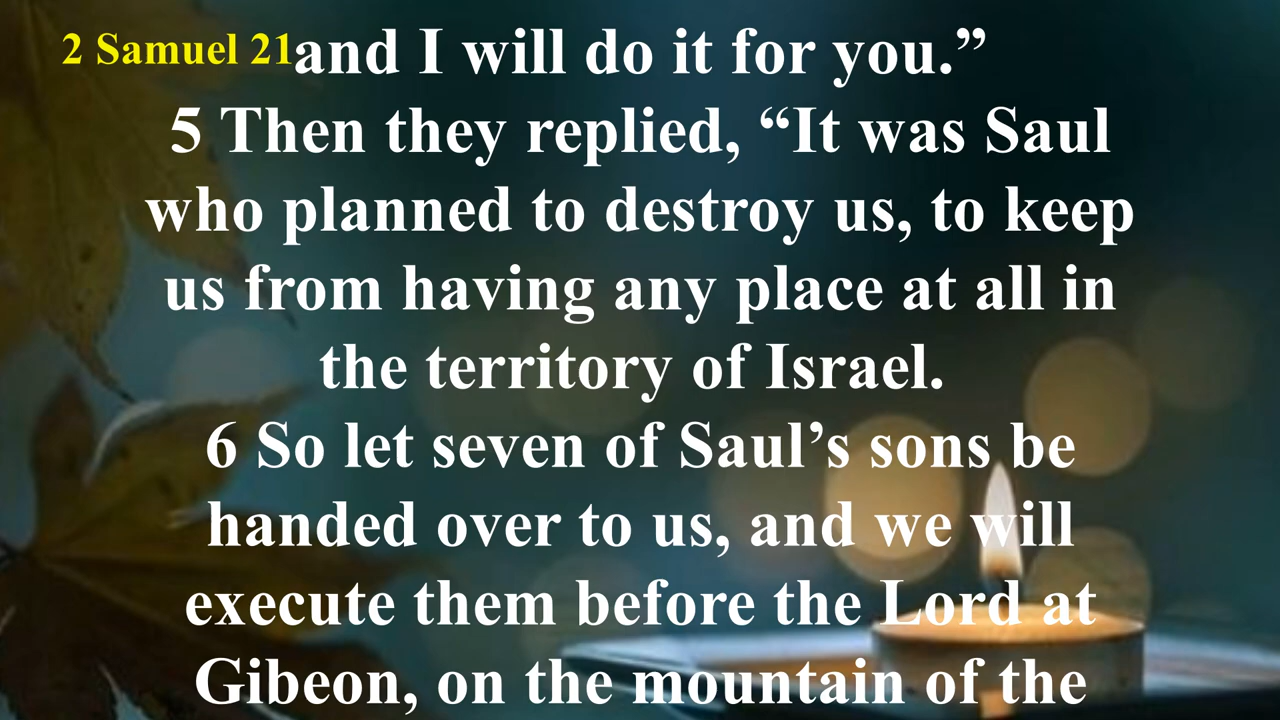 2 Samuel 21
and I will do it for you.”
5 Then they replied, “It was Saul
who planned to destroy us, to keep
us from having any place at all in
the territory of Israel.
6 So let seven of Saul’s sons be
handed over to us, and we will
execute them before the Lord at
Gibeon, on the mountain of the